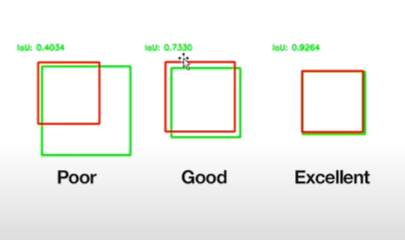 IoU: 0.4034
IoU: 0.7330
IoU: 0.9264
Poor
Good
Excellent